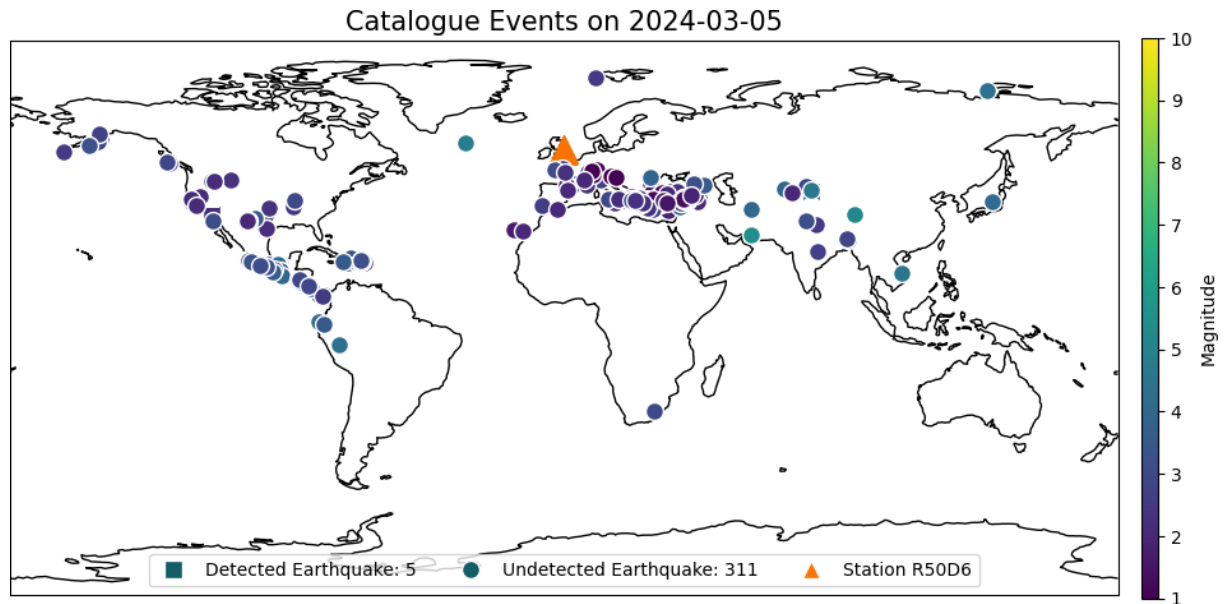 Catalogue Events on 2024-03-05
10
9
8
7
6
5
4
3
2
1
Magnitude
Detected Earthquake: 5
Undetected Earthquake: 311
Station R50D6